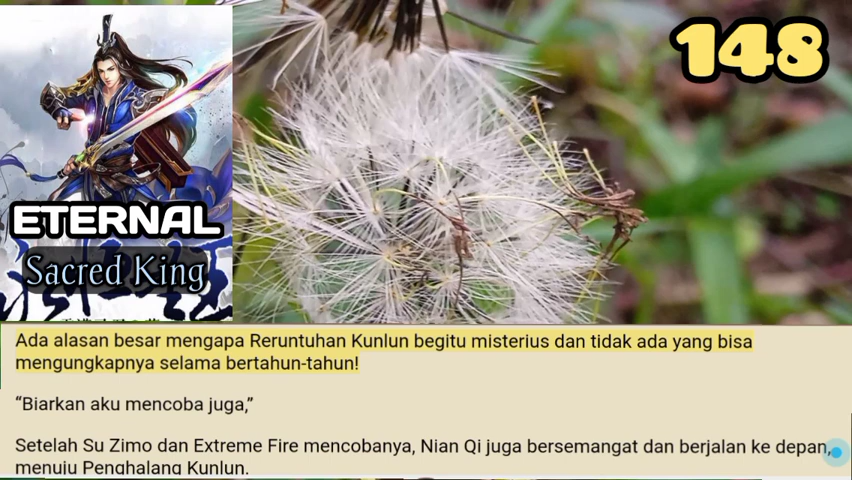 148
ETERNAL
Sacred King
Ada alasan besar mengapa Reruntuhan Kunlun begitu misterius dan tidak ada yang bisa
mengungkapnya selama bertahun-tahun!
“Biarkan aku mencoba juga,”
Setelah Su Zimo dan Extreme Fire mencobanya, Nian Qi juga bersemangat dan berjalan ke depan,
menuju Penghalang Kunlun.